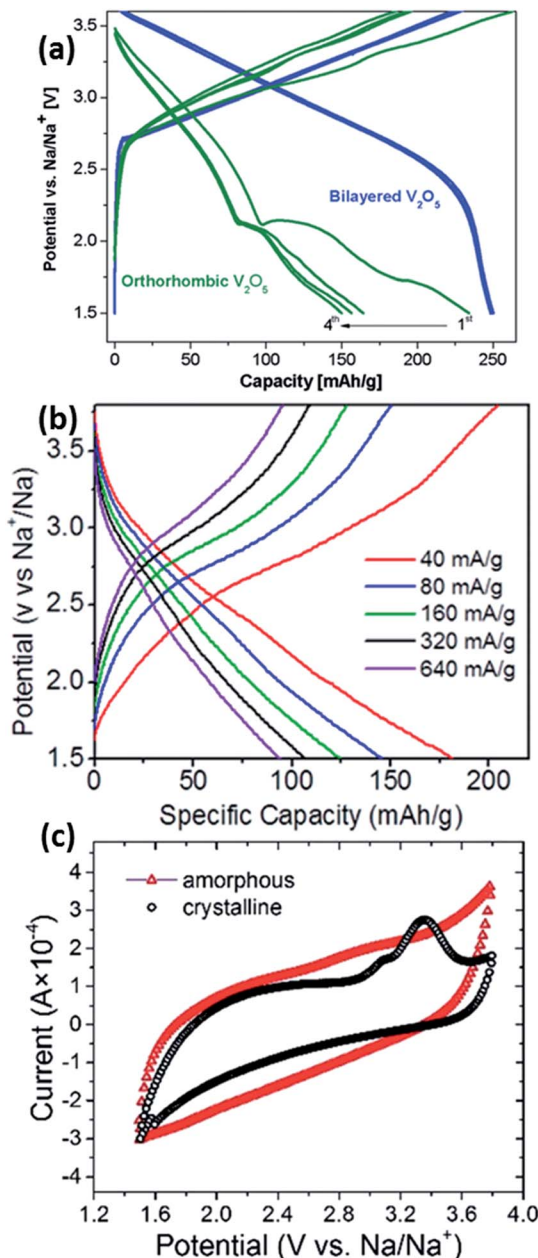 (a)
3.5
3.0
2.5
2.0
1.5
Potential vs. Na/Na⁺ [V]
Bilayered V₂O₅
Orthorhombic V₂O₅
4ᵗʰ
1ˢᵗ
0 50 100 150 200 250
Capacity [mAh/g]
(b)
3.5
3.0
2.5
2.0
1.5
Potential (v vs Na⁺/Na)
40 mA/g
80 mA/g
160 mA/g
320 mA/g
640 mA/g
0 50 100 150 200
Specific Capacity (mAh/g)
(c)
4
3
2
1
0
-1
-2
-3
-4
Current (A×10⁻⁴)
amorphous
crystalline
1.2 1.6 2.0 2.4 2.8 3.2 3.6 4.0
Potential (V vs. Na/Na⁺)